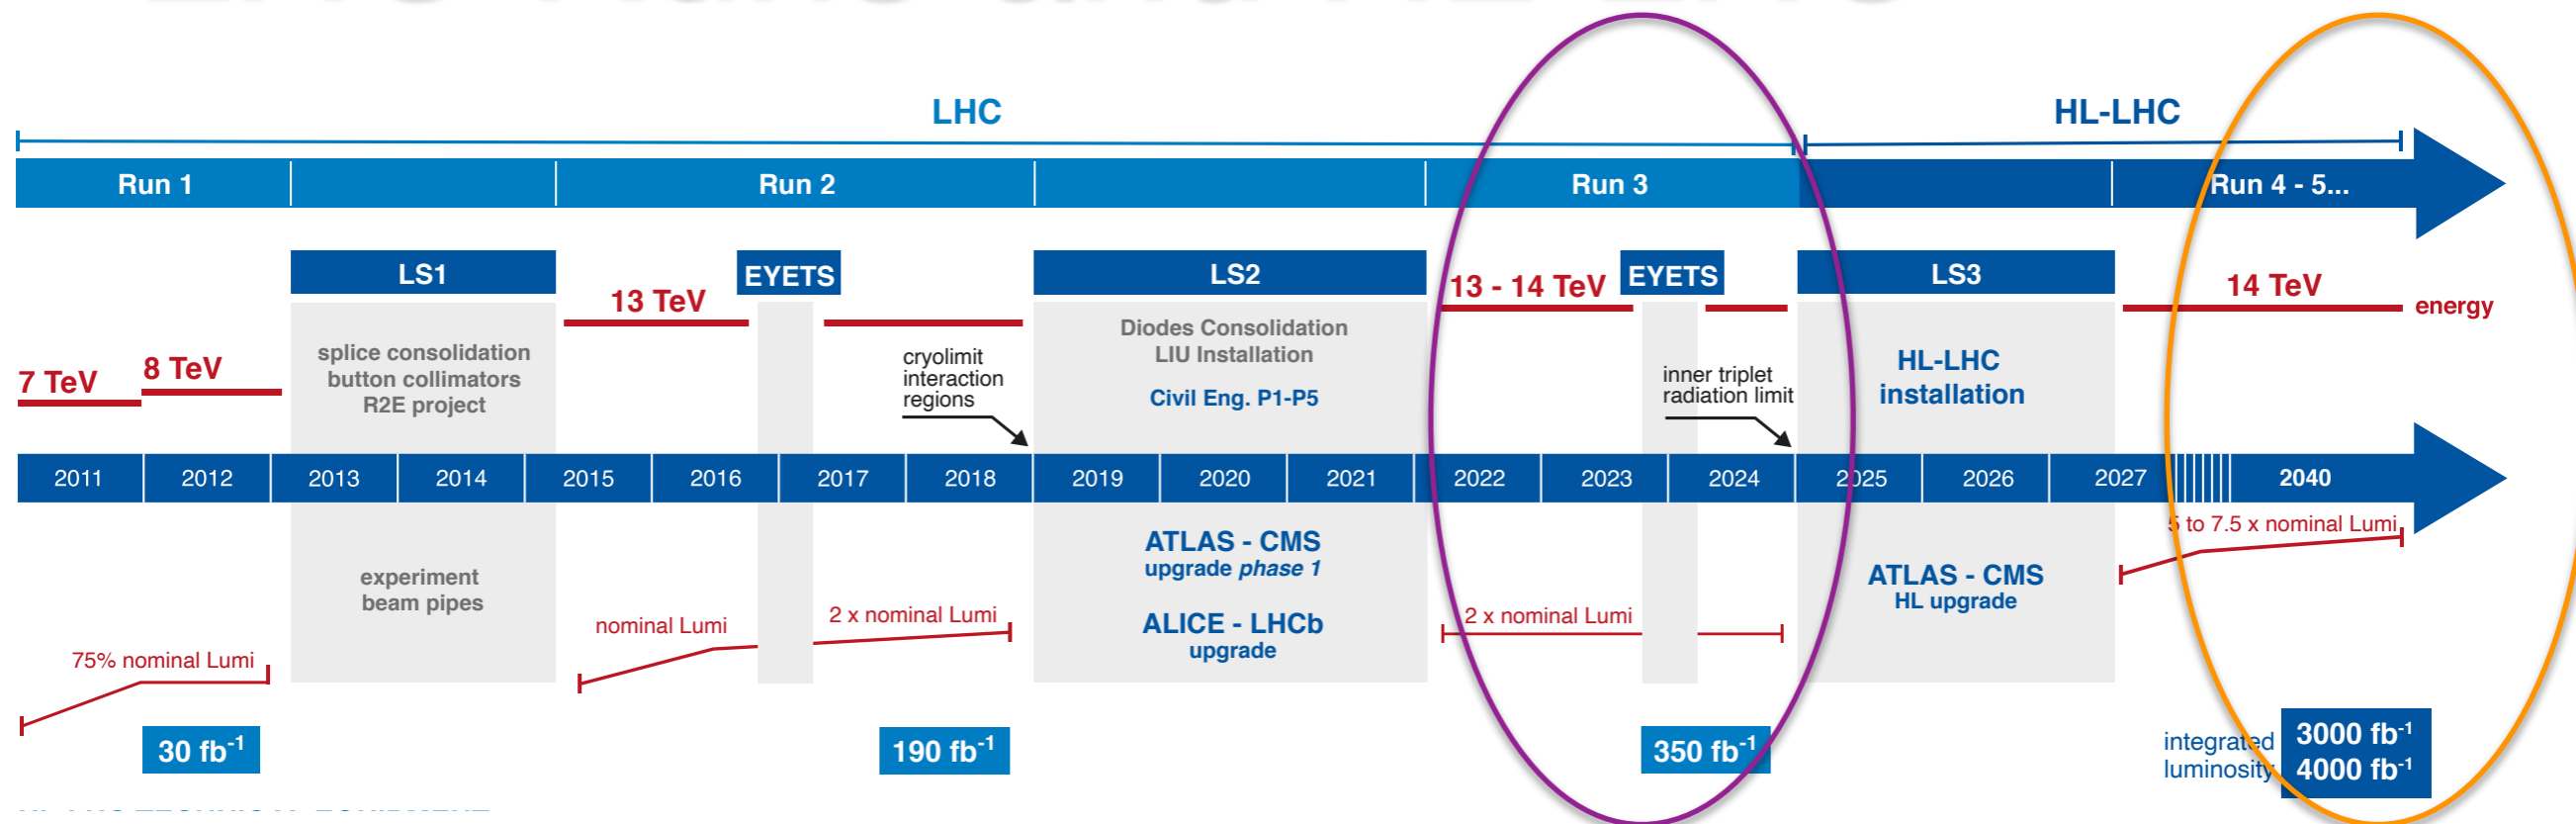 LHC
HL-LHC
Run 1
Run 2
Run 3
Run 4 - 5...
LS1
EYETS
LS2
EYETS
LS3
13 TeV
13 - 14 TeV
14 TeV
energy
7 TeV
8 TeV
splice consolidation
button collimators
R2E project
cryolimit
interaction
regions
Diodes Consolidation
LIU Installation
Civil Eng. P1-P5
inner triplet
radiation limit
HL-LHC
installation
2011 2012 2013 2014 2015 2016 2017 2018 2019 2020 2021 2022 2023 2024 2025 2026 2027 2040
5 to 7.5 x nominal Lumi
experiment
beam pipes
ATLAS - CMS
upgrade phase 1
ALICE - LHCb
upgrade
ATLAS - CMS
HL upgrade
75% nominal Lumi
nominal Lumi
2 x nominal Lumi
2 x nominal Lumi
30 fb-1
190 fb-1
350 fb-1
integrated
luminosity
3000 fb-1
4000 fb-1